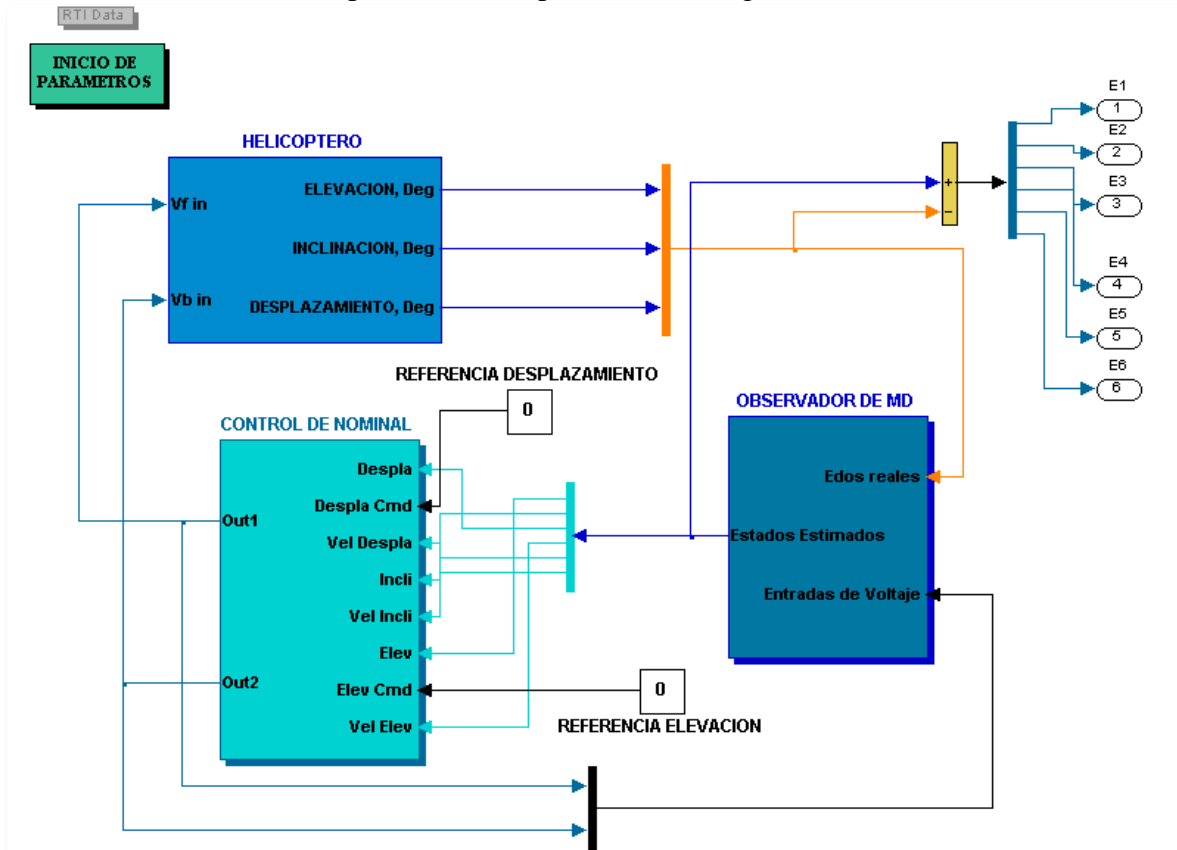 RTI Data
INICIO DE
PARAMETROS
HELICOPTERO
Vf in
Vb in
ELEVACION, Deg
INCLINACION, Deg
DESPLAZAMIENTO, Deg
+
−
E1
1
E2
2
E3
3
E4
4
E5
5
E6
6
REFERENCIA DESPLAZAMIENTO
0
CONTROL DE NOMINAL
Out1
Out2
Despla
Despla Cmd
Vel Despla
Incli
Vel Incli
Elev
Elev Cmd
Vel Elev
0
REFERENCIA ELEVACION
OBSERVADOR DE MD
Edos reales
Estados Estimados
Entradas de Voltaje